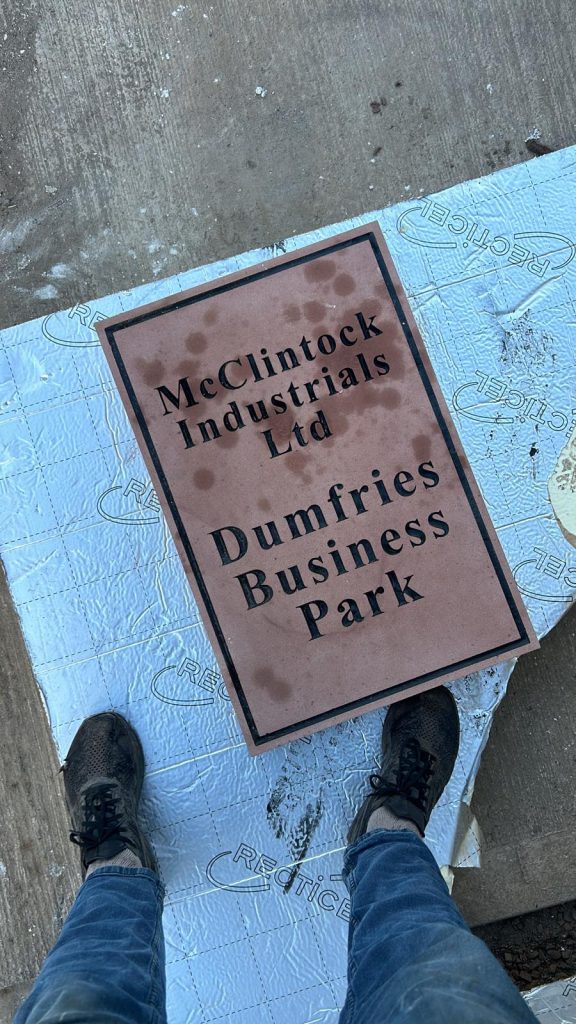 McClintock
Industrials
Ltd
Dumfries
Business
Park
RECTICEL
RECTICEL
RECTICEL
RECTICEL